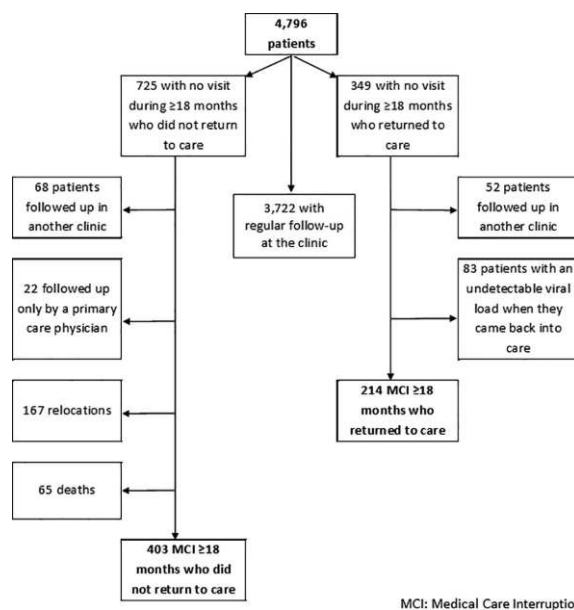 4,796
patients
725 with no visit
during ≥18 months
who did not return
to care
349 with no visit
during ≥18 months
who returned to
care
68 patients
followed up in
another clinic
3,722 with
regular follow-up
at the clinic
52 patients
followed up in
another clinic
22 followed up
only by a primary
care physician
83 patients with an
undetectable viral
load when they
came back into
care
167 relocations
214 MCI ≥18
months who
returned to care
65 deaths
403 MCI ≥18
months who did
not return to care
MCI: Medical Care Interruptio